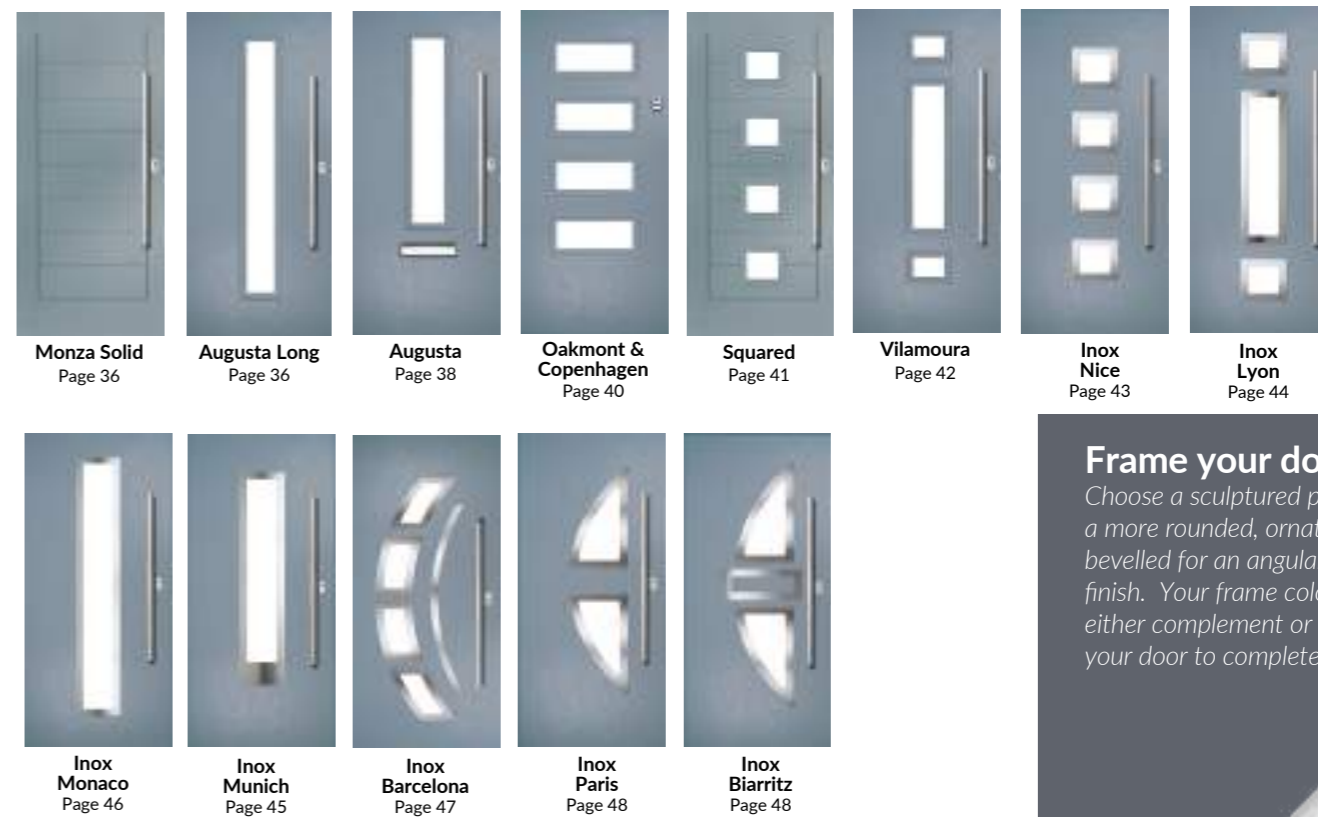 Monza Solid
Page 36
Augusta Long
Page 36
Augusta
Page 38
Oakmont &
Copenhagen
Page 40
Squared
Page 41
Vilamoura
Page 42
Inox
Nice
Page 43
Inox
Lyon
Page 44
Inox
Monaco
Page 46
Inox
Munich
Page 45
Inox
Barcelona
Page 47
Inox
Paris
Page 48
Inox
Biarritz
Page 48
Frame your do
Choose a sculptured p
a more rounded, ornat
bevelled for an angula
finish. Your frame colo
either complement or
your door to complete